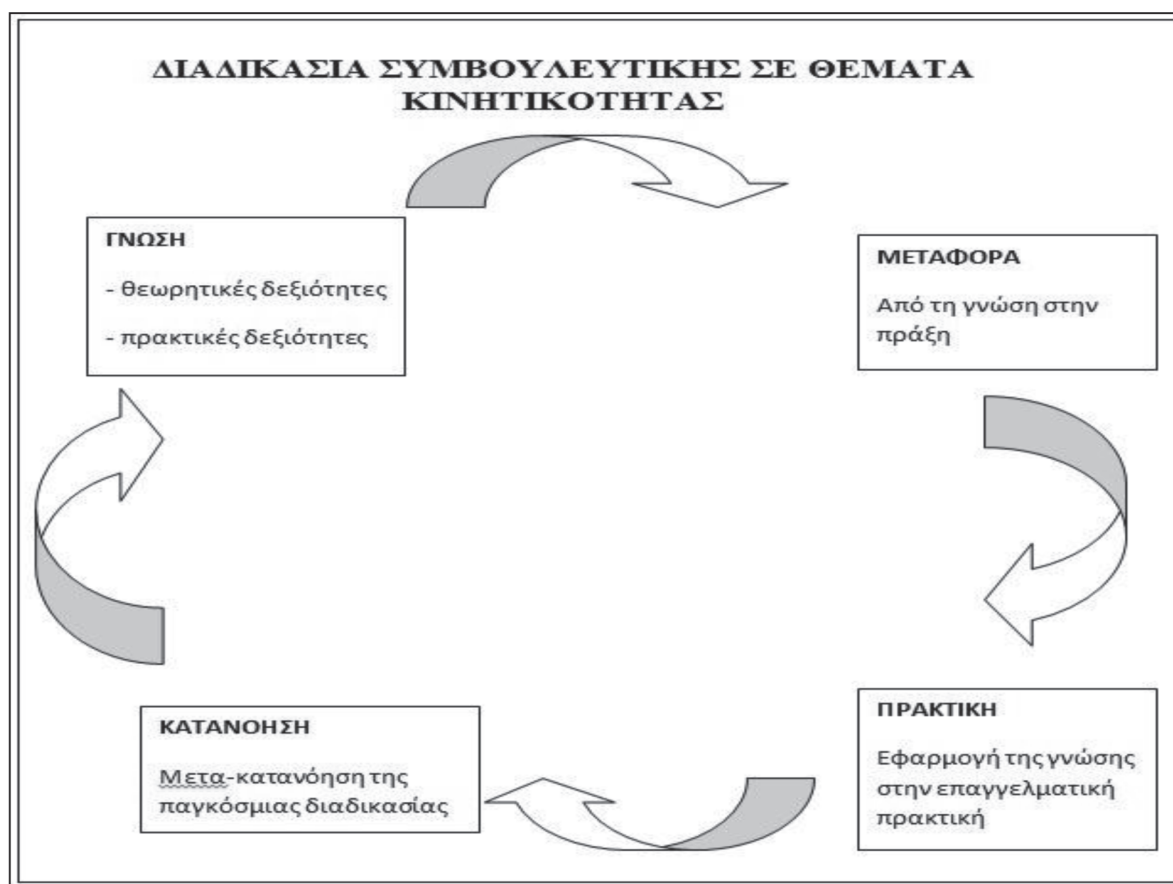 ΔΙΑΔΙΚΑΣΙΑ ΣΥΜΒΟΥΛΕΥΤΙΚΗΣ ΣΕ ΘΕΜΑΤΑ
ΚΙΝΗΤΙΚΟΤΗΤΑΣ
ΓΝΩΣΗ
- θεωρητικές δεξιότητες
- πρακτικές δεξιότητες
ΜΕΤΑΦΟΡΑ
Από τη γνώση στην
πράξη
ΠΡΑΚΤΙΚΗ
Εφαρμογή της γνώσης
στην επαγγελματική
πρακτική
ΚΑΤΑΝΟΗΣΗ
Μετα-κατανόηση της
παγκόσμιας διαδικασίας